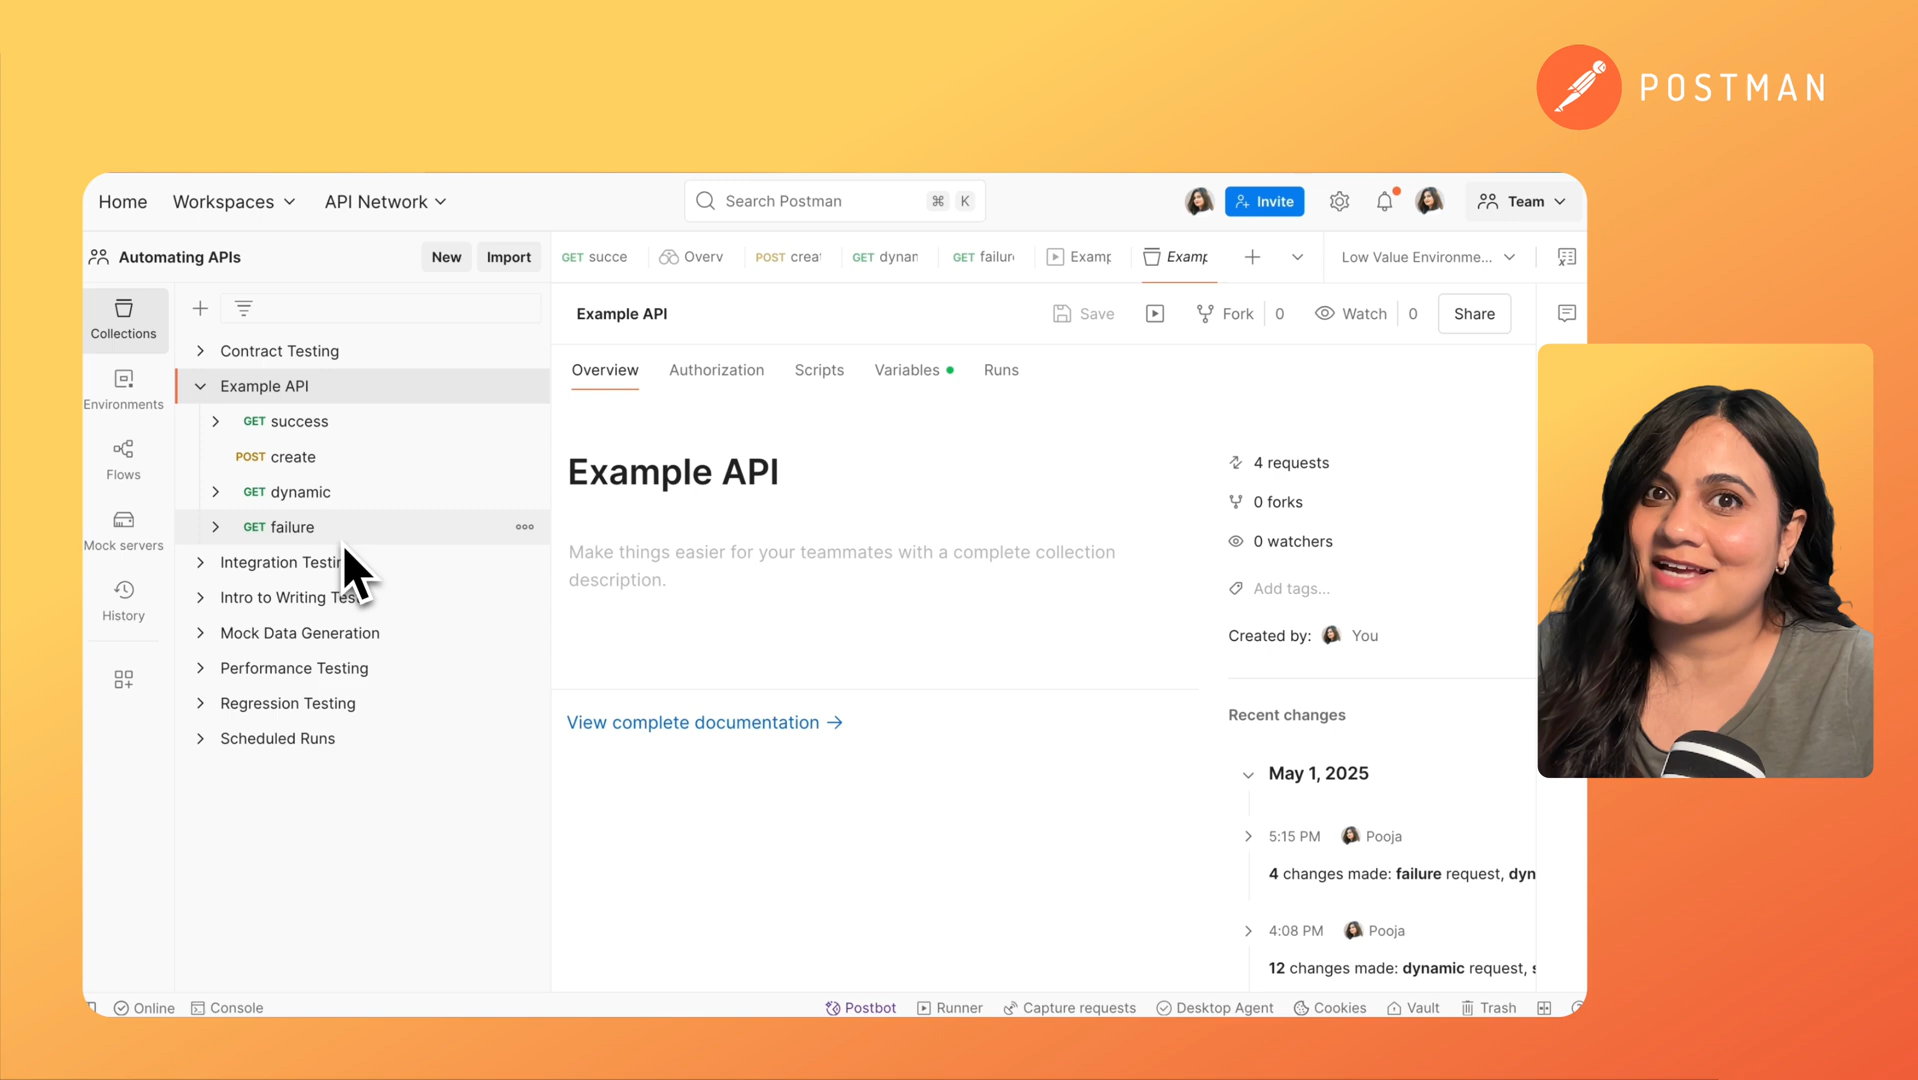 POSTMAN
Home Workspaces API Network Search Postman ⌘ K Invite Team
Automating APIs New Import GET succe Overv POST crea GET dynan GET failur Examp Examp Low Value Environme...
Collections
Environments
Flows
Mock servers
History
Contract Testing
Example API
GET success
POST create
GET dynamic
GET failure
Integration Testin
Intro to Writing Tes
Mock Data Generation
Performance Testing
Regression Testing
Scheduled Runs
Example API Save Fork 0 Watch 0 Share
Overview Authorization Scripts Variables Runs
Example API
Make things easier for your teammates with a complete collection
description.
View complete documentation →
4 requests
0 forks
0 watchers
Add tags...
Created by: You
Recent changes
May 1, 2025
5:15 PM Pooja
4 changes made: failure request, dyn
4:08 PM Pooja
12 changes made: dynamic request, s
Online Console Postbot Runner Capture requests Desktop Agent Cookies Vault Trash